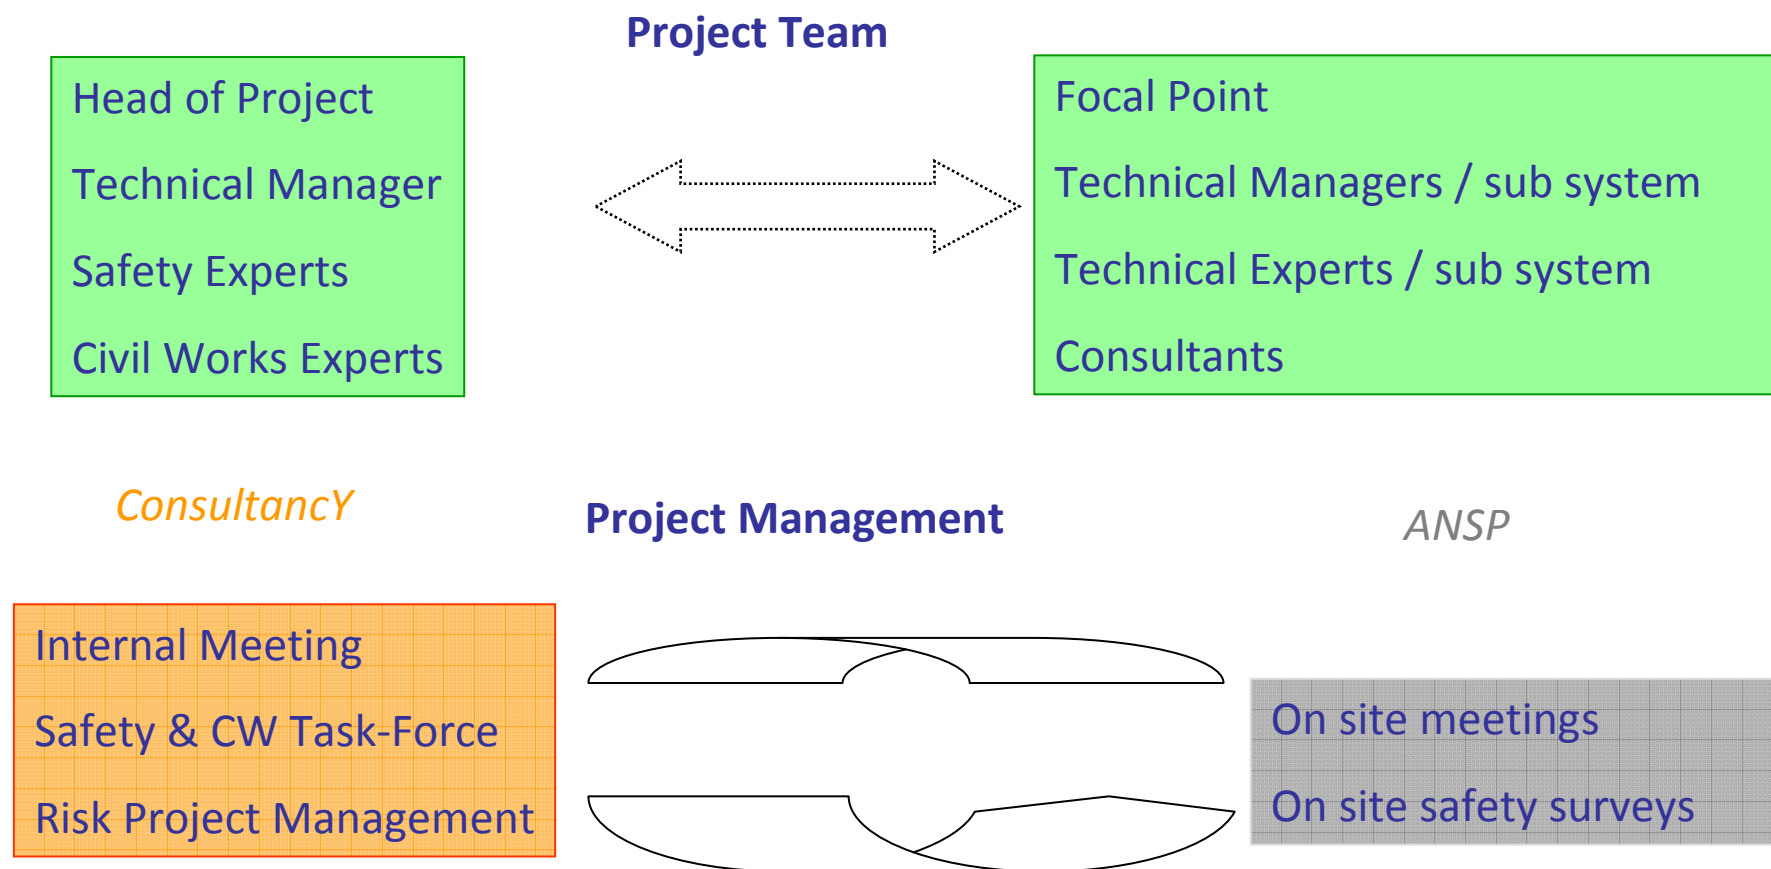 Project Team
Head of Project
Technical Manager
Safety Experts
Civil Works Experts
Focal Point
Technical Managers / sub system
Technical Experts / sub system
Consultants
ConsultancY
Project Management
ANSP
Internal Meeting
Safety & CW Task-Force
Risk Project Management
On site meetings
On site safety surveys